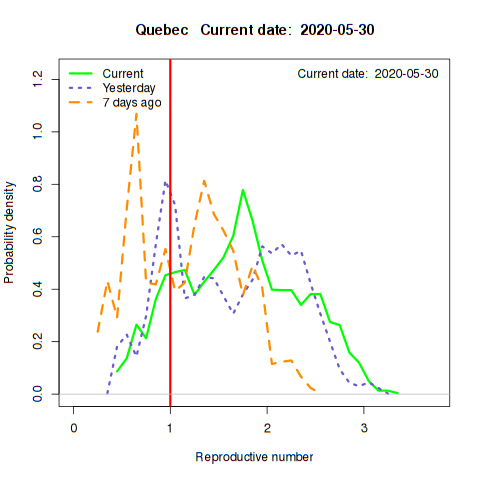 Quebec Current date: 2020-05-30
Current date: 2020-05-30
Current
Yesterday
7 days ago
Probability density
0.0 0.2 0.4 0.6 0.8 1.0 1.2
0 1 2 3
Reproductive number